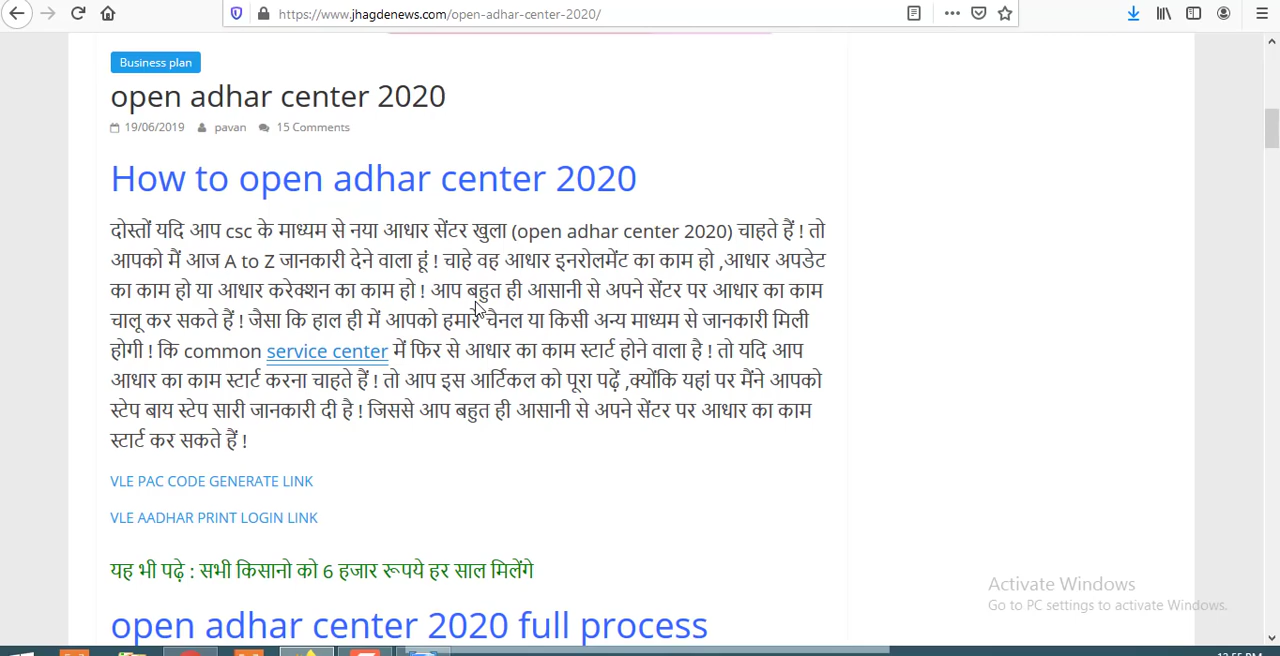 https://www.jhagdenews.com/open-adhar-center-2020/
Business plan
open adhar center 2020
19/06/2019 pavan 15 Comments
How to open adhar center 2020
दोस्तों यदि आप csc के माध्यम से नया आधार सेंटर खुला (open adhar center 2020) चाहते हैं ! तो
आपको मैं आज A to Z जानकारी देने वाला हूं ! चाहे वह आधार इनरोलमेंट का काम हो ,आधार अपडेट
का काम हो या आधार करेक्शन का काम हो ! आप बहुत ही आसानी से अपने सेंटर पर आधार का काम
चालू कर सकते हैं ! जैसा कि हाल ही में आपको हमारे चैनल या किसी अन्य माध्यम से जानकारी मिली
होगी ! कि common service center में फिर से आधार का काम स्टार्ट होने वाला है ! तो यदि आप
आधार का काम स्टार्ट करना चाहते हैं ! तो आप इस आर्टिकल को पूरा पढ़ें ,क्योंकि यहां पर मैंने आपको
स्टेप बाय स्टेप सारी जानकारी दी है ! जिससे आप बहुत ही आसानी से अपने सेंटर पर आधार का काम
स्टार्ट कर सकते हैं !
VLE PAC CODE GENERATE LINK
VLE AADHAR PRINT LOGIN LINK
यह भी पढ़े : सभी किसानो को 6 हजार रूपये हर साल मिलेंगे
open adhar center 2020 full process
Activate Windows
Go to PC settings to activate Windows.